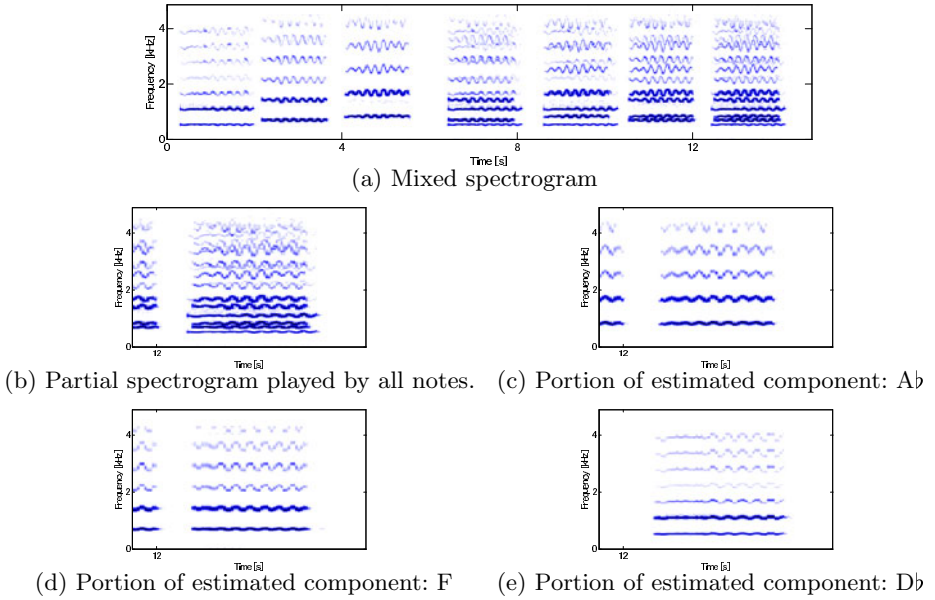 4
2
0
Frequency [kHz]
0
4
8
12
Time [s]
(a) Mixed spectrogram
4
2
0
Frequency [kHz]
12
Time [s]
4
2
0
Frequency [kHz]
12
Time [s]
(b) Partial spectrogram played by all notes.
(c) Portion of estimated component: A♭
4
2
0
Frequency [kHz]
12
Time [s]
4
2
0
Frequency [kHz]
12
Time [s]
(d) Portion of estimated component: F
(e) Portion of estimated component: D♭